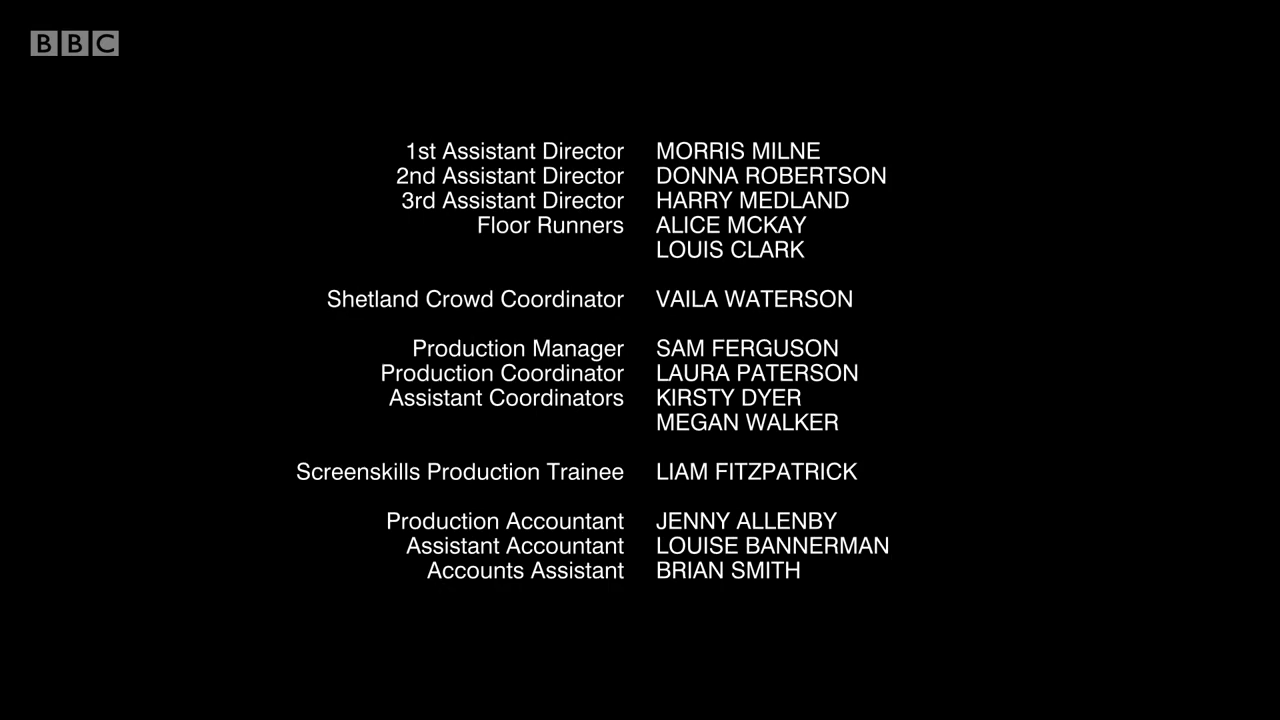 BBC
1st Assistant Director MORRIS MILNE
2nd Assistant Director DONNA ROBERTSON
3rd Assistant Director HARRY MEDLAND
Floor Runners ALICE MCKAY
LOUIS CLARK
Shetland Crowd Coordinator VAILA WATERSON
Production Manager SAM FERGUSON
Production Coordinator LAURA PATERSON
Assistant Coordinators KIRSTY DYER
MEGAN WALKER
Screenskills Production Trainee LIAM FITZPATRICK
Production Accountant JENNY ALLENBY
Assistant Accountant LOUISE BANNERMAN
Accounts Assistant BRIAN SMITH